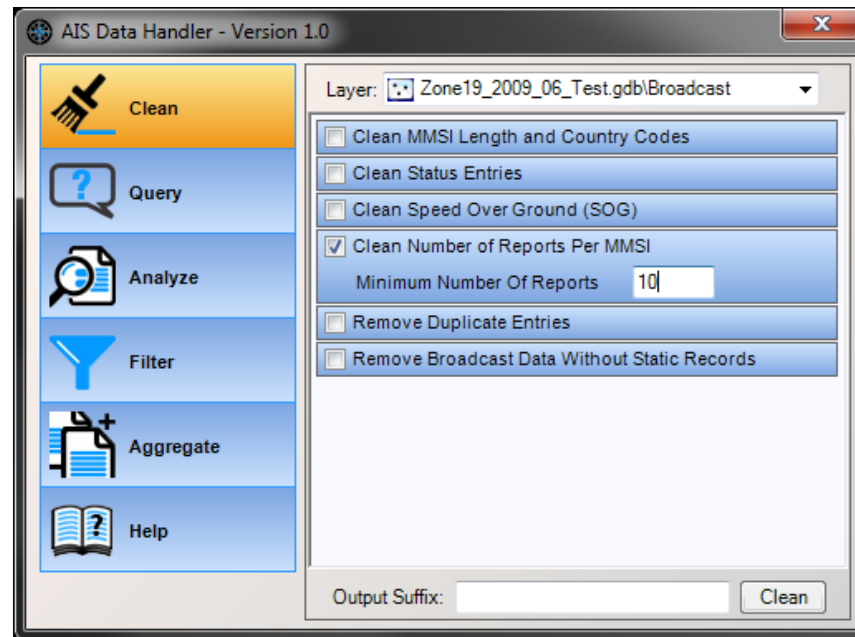 AIS Data Handler - Version 1.0
Clean
Query
Analyze
Filter
Aggregate
Help
Layer: Zone19_2009_06_Test.gdb\Broadcast
Clean MMSI Length and Country Codes
Clean Status Entries
Clean Speed Over Ground (SOG)
Clean Number of Reports Per MMSI
Minimum Number Of Reports 10
Remove Duplicate Entries
Remove Broadcast Data Without Static Records
Output Suffix: Clean